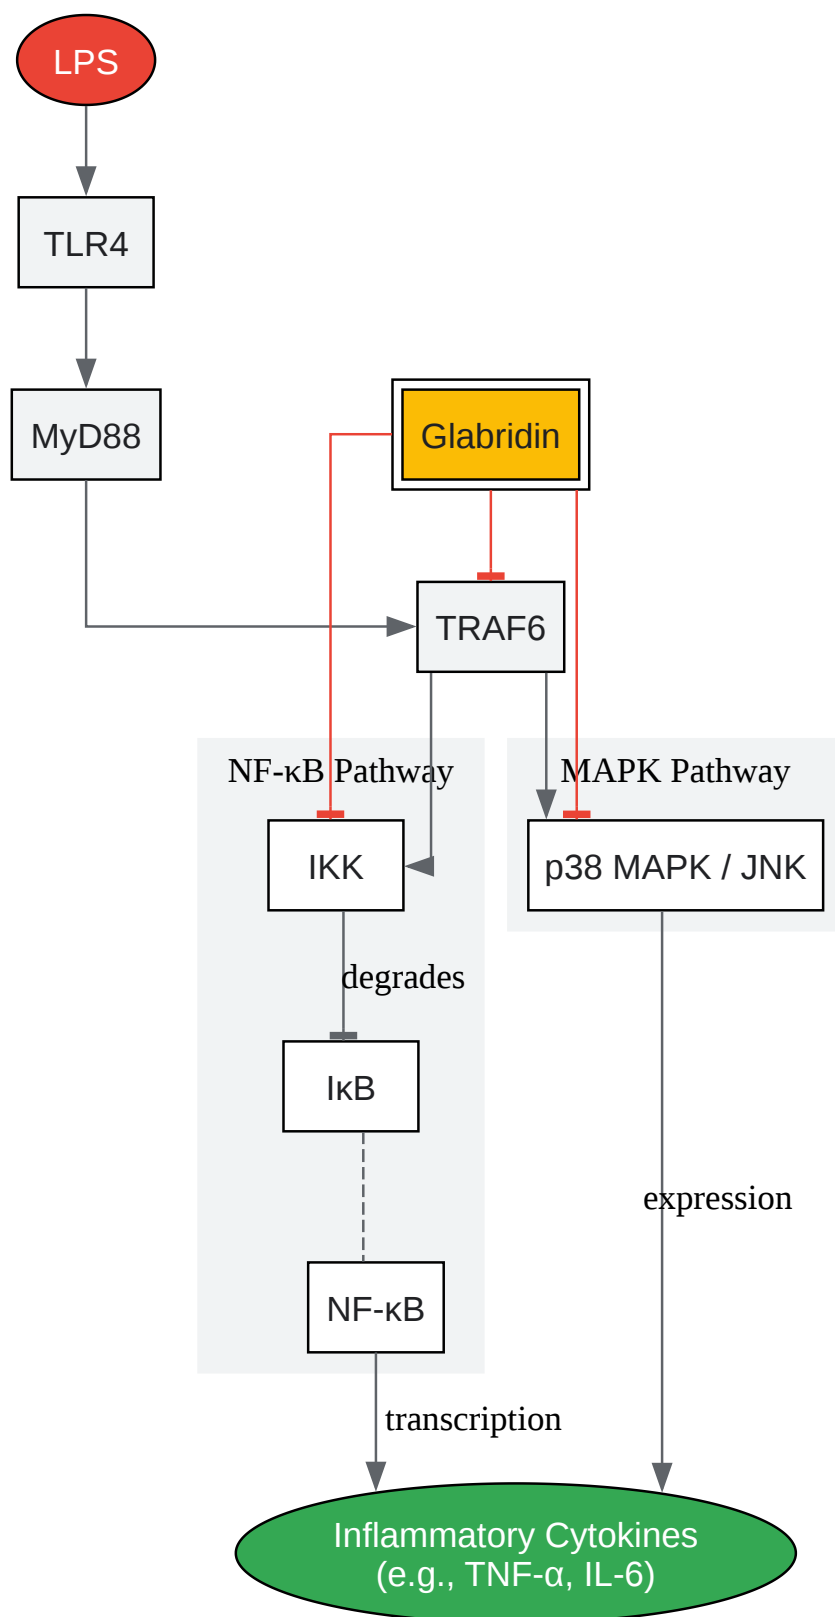 LPS
TLR4
MyD88
Glabridin
TRAF6
NF-κB Pathway
MAPK Pathway
IKK
p38 MAPK / JNK
degrades
IκB
expression
NF-κB
transcription
Inflammatory Cytokines
(e.g., TNF-α, IL-6)